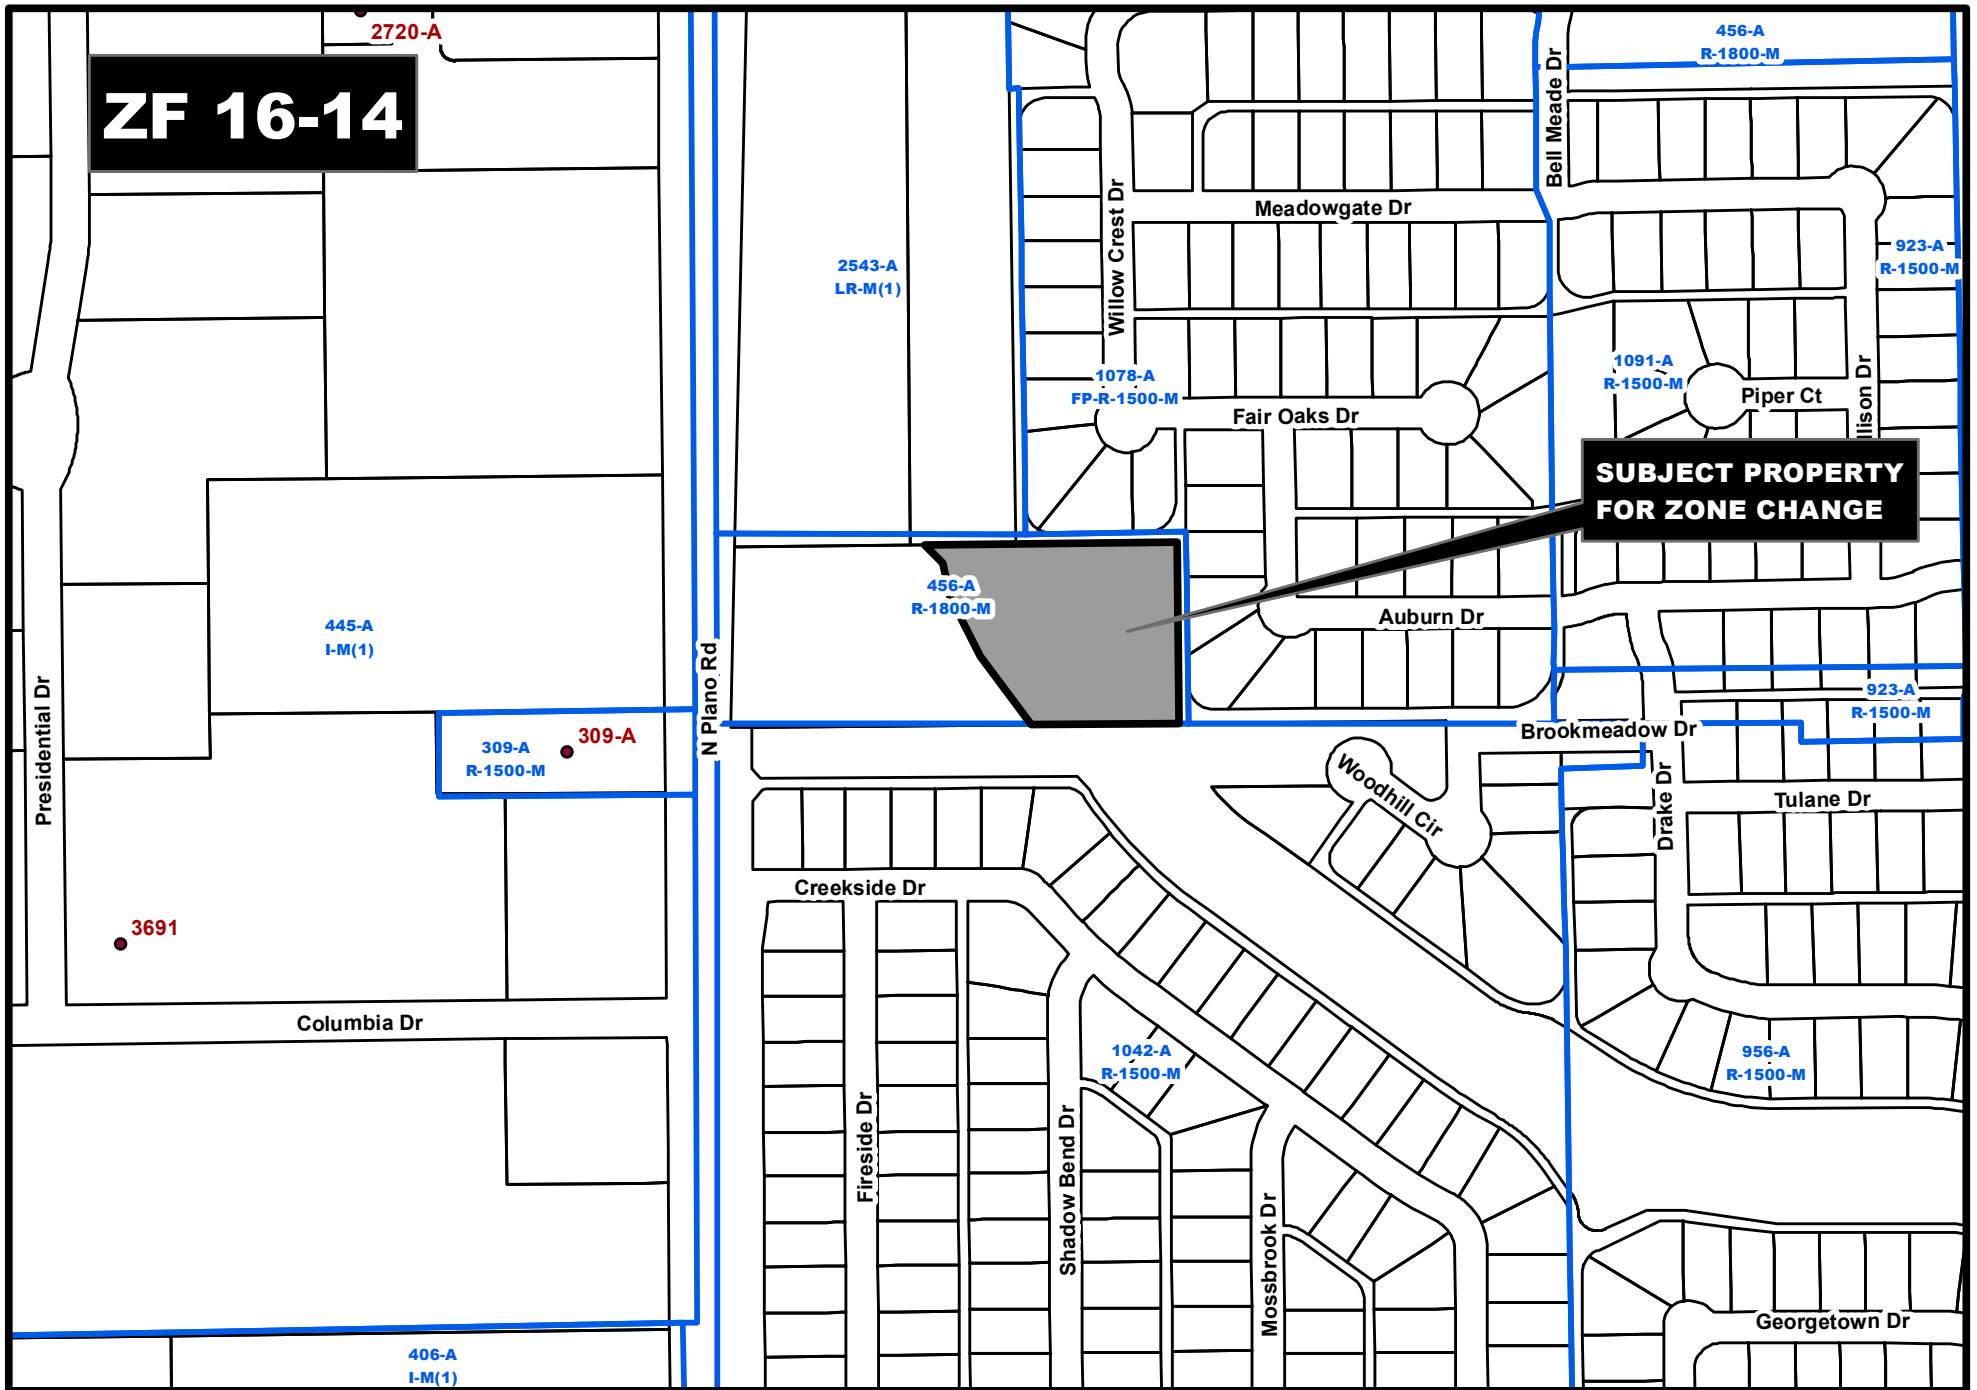 2720-A
ZF 16-14
456-A
R-1800-M
Bell Meade Dr
Willow Crest Dr
Meadowgate Dr
2543-A
LR-M(1)
923-A
R-1500-M
1078-A
FP-R-1500-M
1091-A
R-1500-M
Piper Ct
llison Dr
Fair Oaks Dr
SUBJECT PROPERTY
FOR ZONE CHANGE
456-A
R-1800-M
Auburn Dr
445-A
I-M(1)
N Plano Rd
Presidential Dr
923-A
R-1500-M
Brookmeadow Dr
309-A
R-1500-M
309-A
Woodhill Cir
Drake Dr
Tulane Dr
Creekside Dr
3691
Columbia Dr
1042-A
R-1500-M
956-A
R-1500-M
Fireside Dr
Shadow Bend Dr
Mossbrook Dr
Georgetown Dr
406-A
I-M(1)